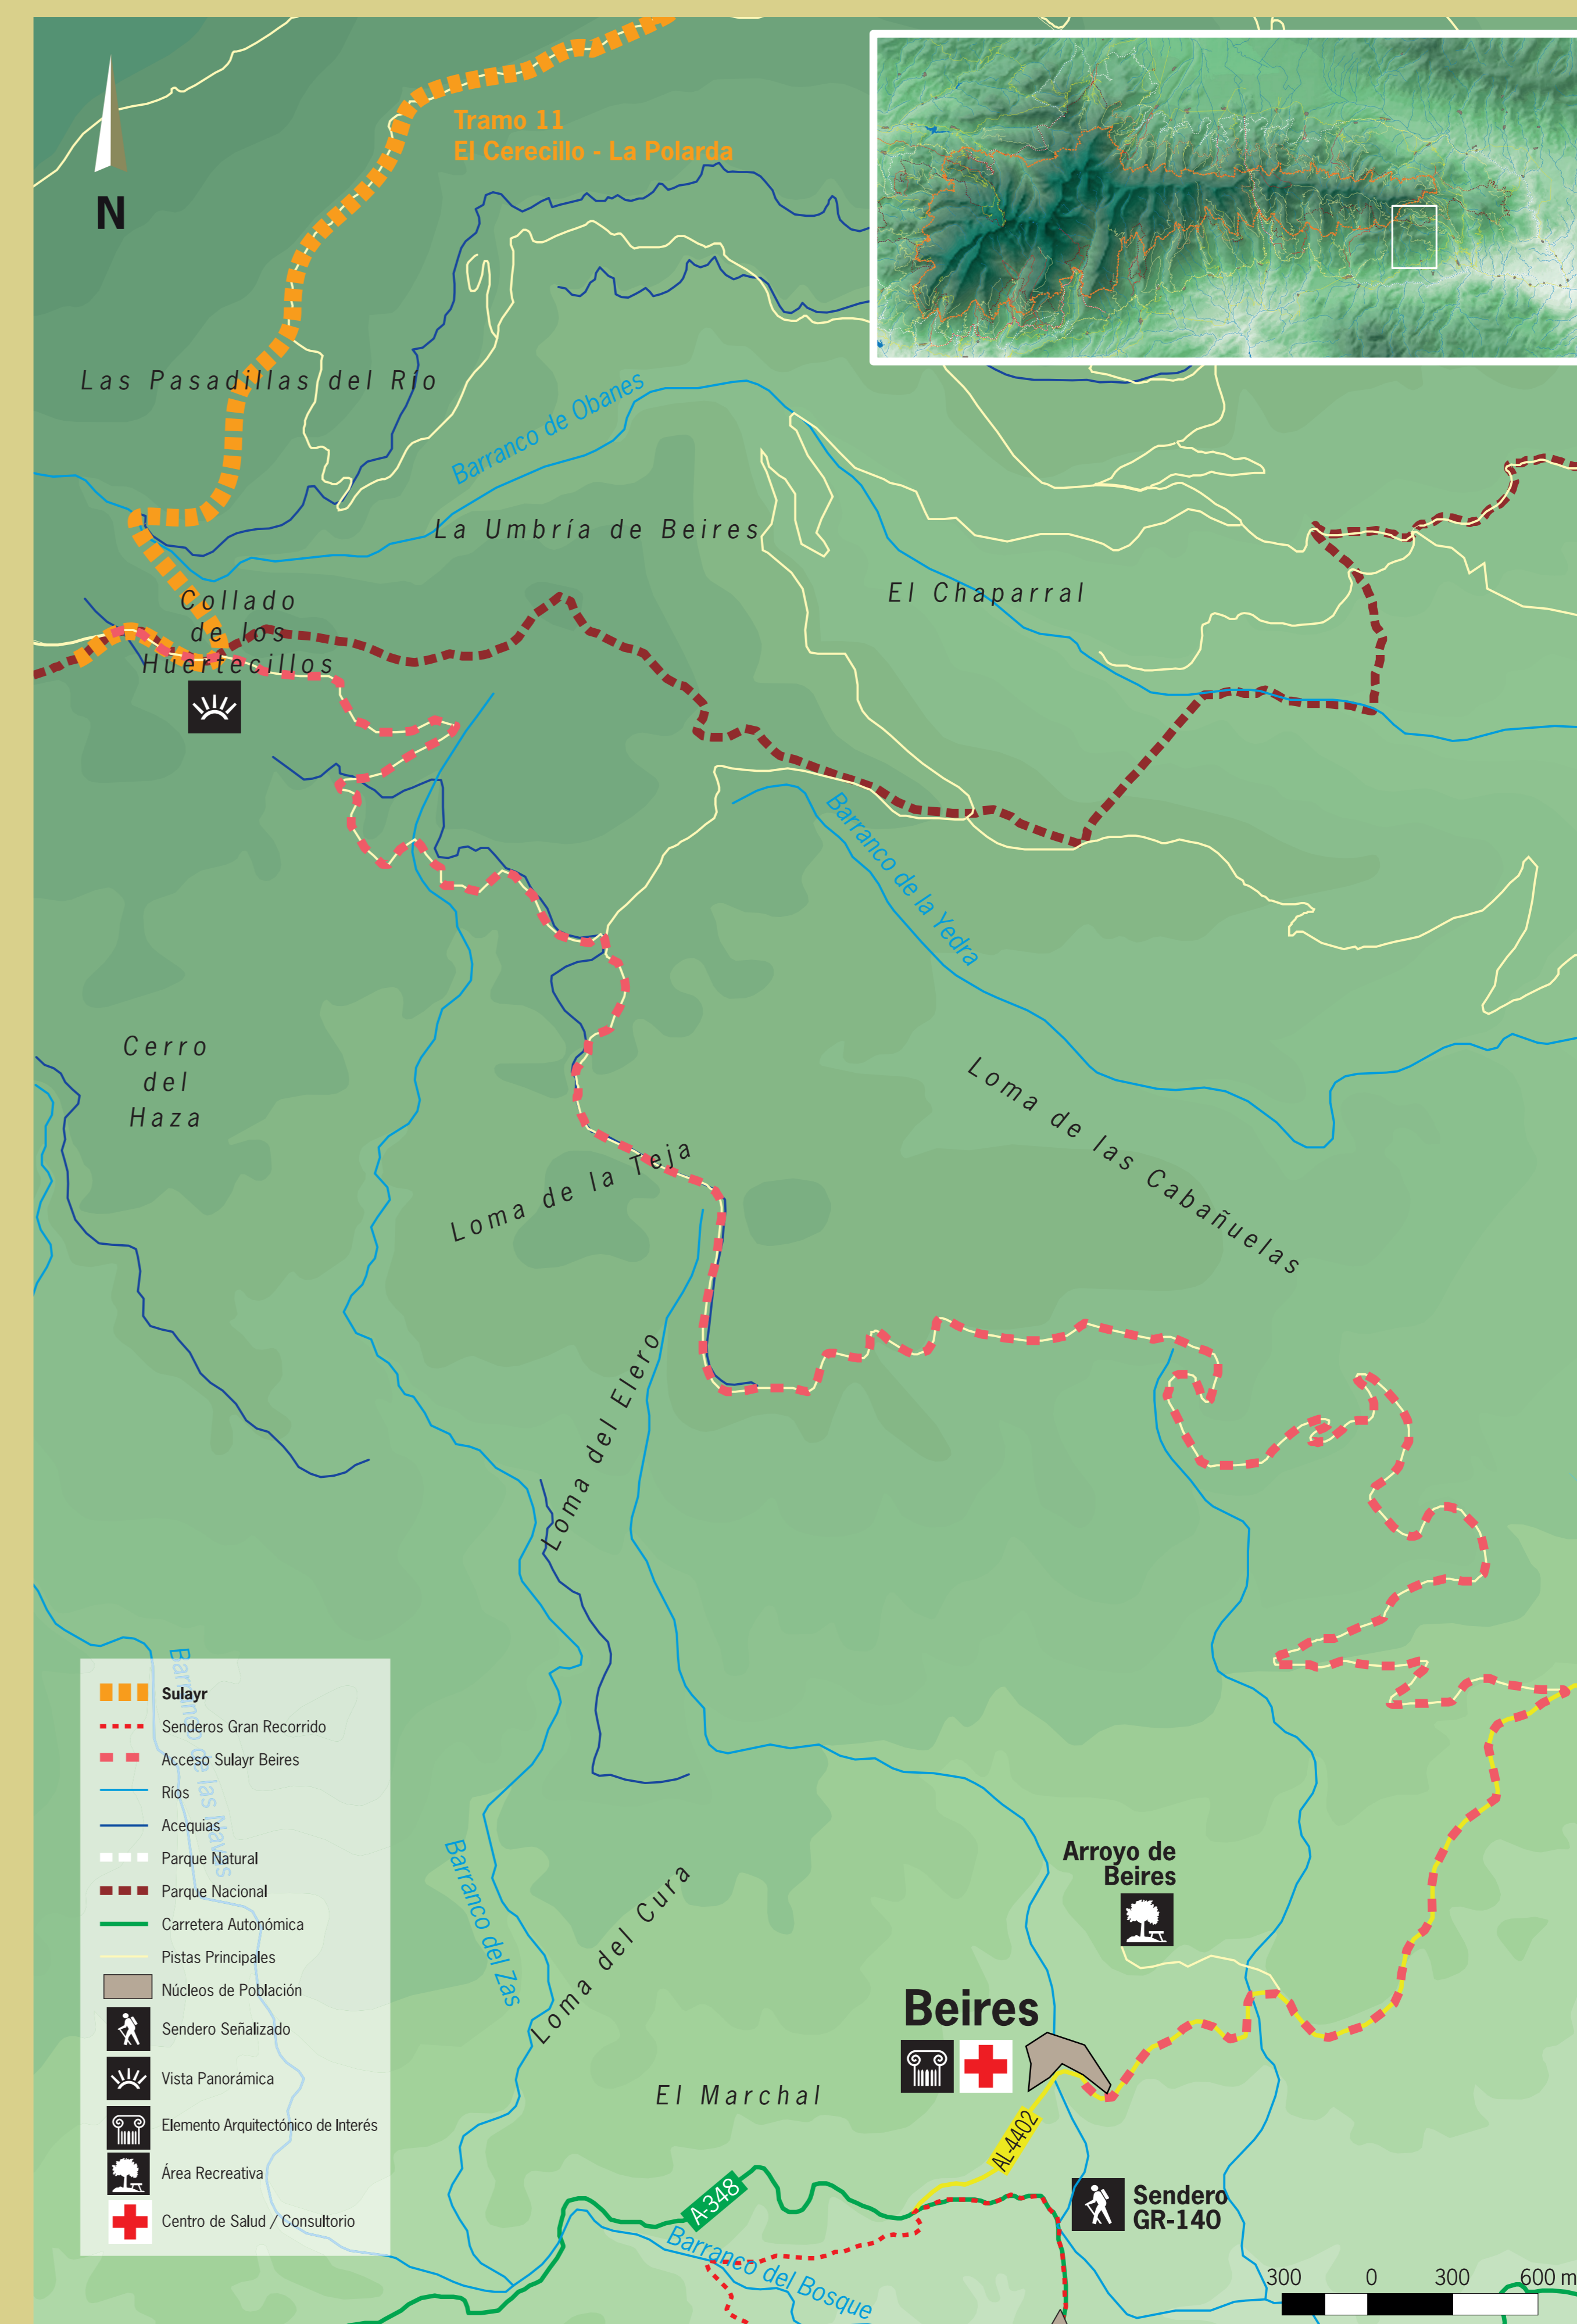 Tramo 11
El Cerecillo - La Polarda
N
Las Pasadillas del Río
Barranco de Obanes
La Umbría de Beires
El Chaparral
Collado
de los
Huertecillos
Barranco de la Yedra
Cerro
del
Haza
Loma de las Cabañuelas
Loma de la Teja
Loma del Elero
Barranco de las Naves
Sulayr
Senderos Gran Recorrido
Acceso Sulayr Beires
Ríos
Acequias
Parque Natural
Parque Nacional
Carretera Autonómica
Pistas Principales
Núcleos de Población
Sendero Señalizado
Vista Panorámica
Elemento Arquitectónico de Interés
Área Recreativa
Centro de Salud / Consultorio
Barranco del Zas
Loma del Cura
Arroyo de
Beires
Beires
El Marchal
AL-4402
A-348
Sendero
GR-140
Barranco del Bosque
300 0 300 600 m